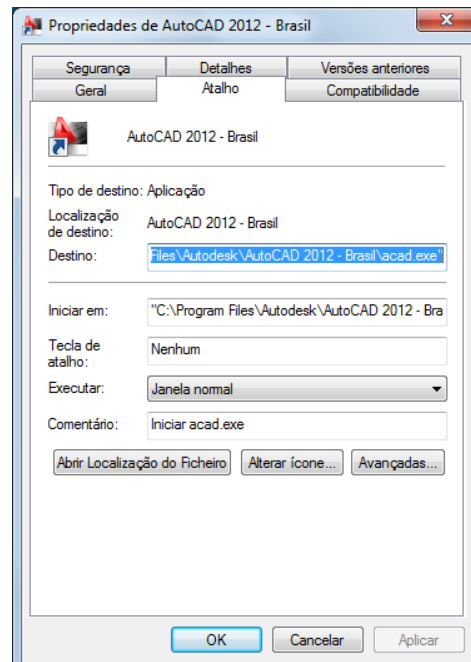 Propriedades de AutoCAD 2012 - Brasil
Segurança Detalhes Versões anteriores
Geral Atalho Compatibilidade
AutoCAD 2012 - Brasil
Tipo de destino: Aplicação
Localização de destino: AutoCAD 2012 - Brasil
Destino: Files\Autodesk\AutoCAD 2012 - Brasil\acad.exe"
Iniciar em: "C:\Program Files\Autodesk\AutoCAD 2012 - Bra
Tecla de atalho: Nenhum
Executar: Janela normal
Comentário: Iniciar acad.exe
Abrir Localização do Ficheiro Alterar ícone... Avançadas...
OK Cancelar Aplicar